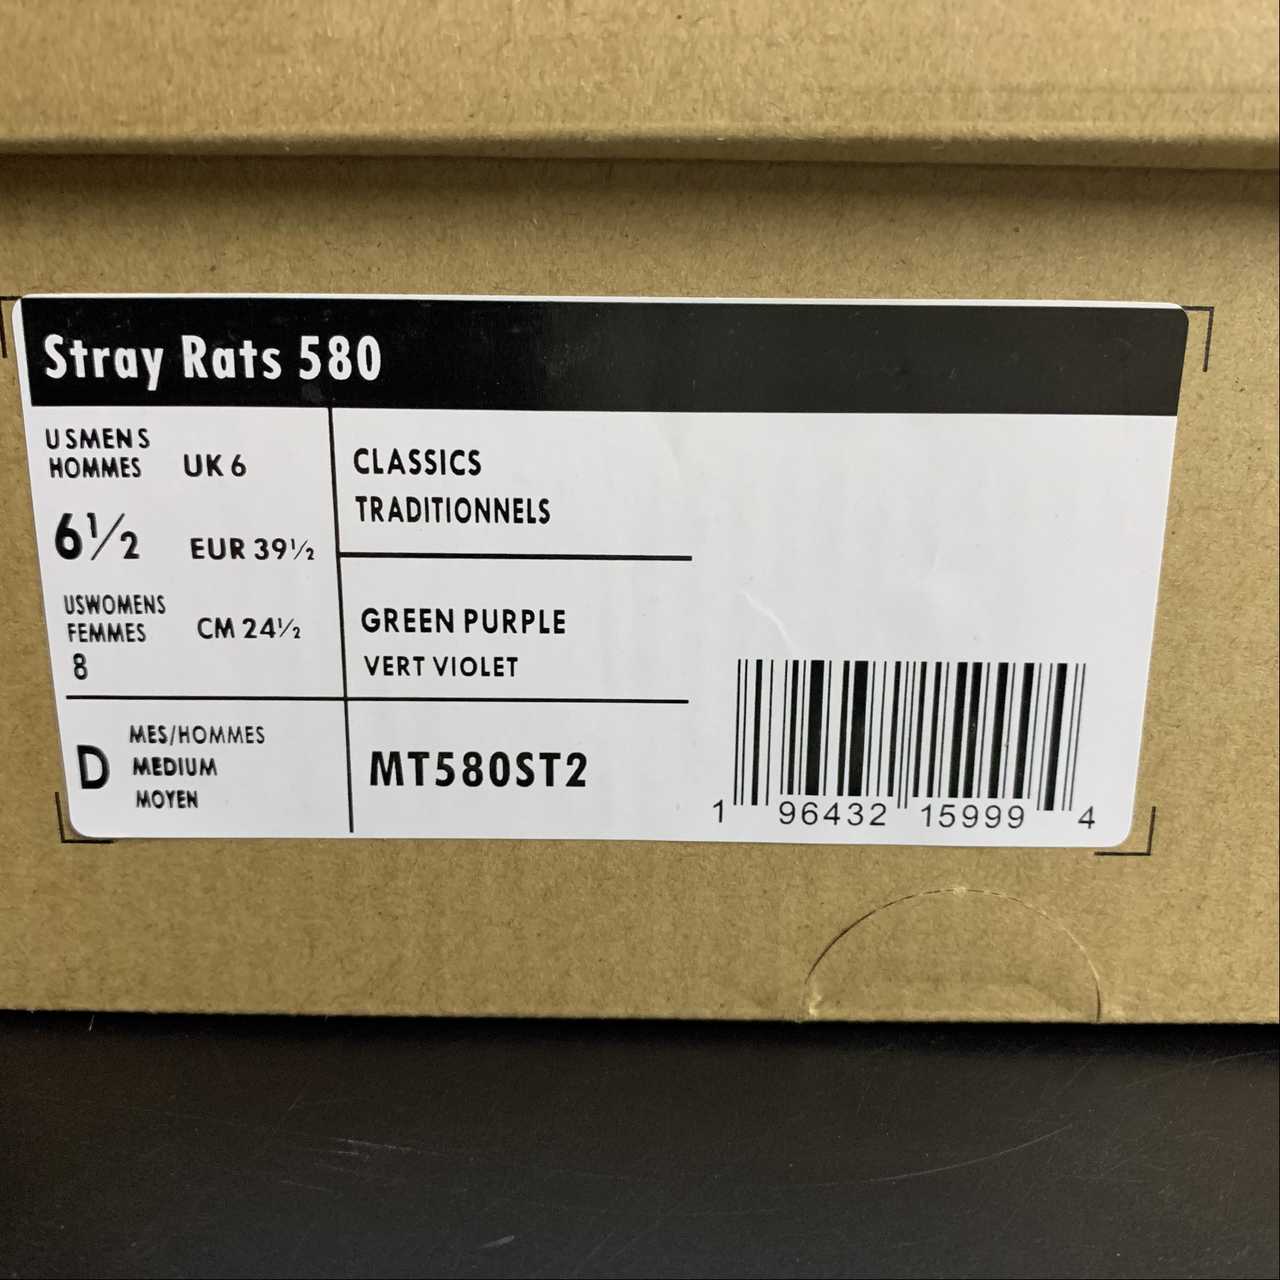 Stray Rats 580
USMENS
HOMMES
UK 6
6½
EUR 39½
USWOMENS
FEMMES
CM 24½
8
CLASSICS
TRADITIONNELS
GREEN PURPLE
VERT VIOLET
D
MES/HOMMES
MEDIUM
MOYEN
MT580ST2
1 96432 15999 4